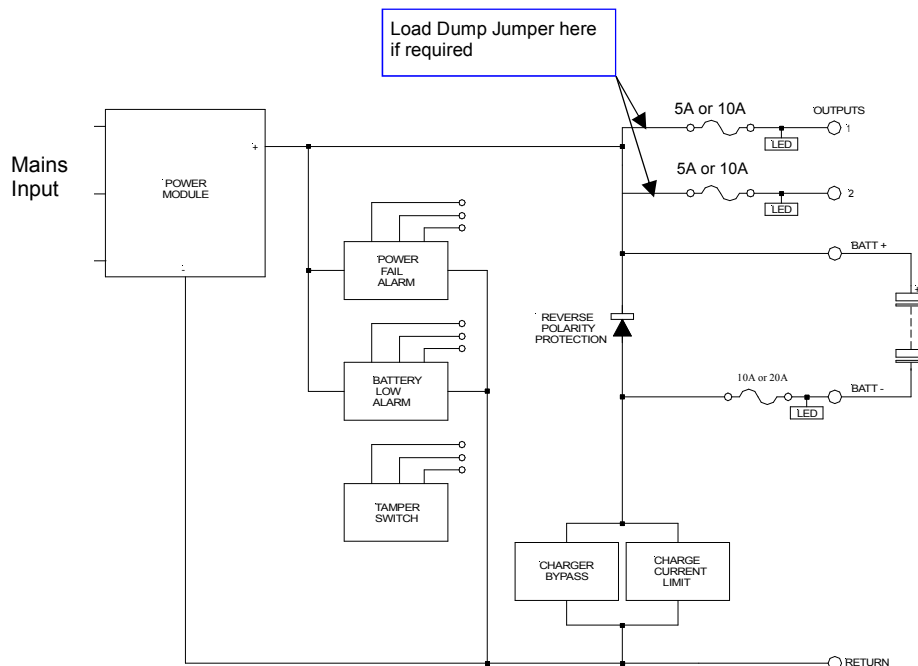 Load Dump Jumper here
if required
5A or 10A
OUTPUTS
1
LED
Mains
Input
+
POWER
MODULE
-
5A or 10A
2
LED
POWER
FAIL
ALARM
BATT +
+
REVERSE
POLARITY
PROTECTION
BATTERY
LOW
ALARM
10A or 20A
BATT -
LED
TAMPER
SWITCH
CHARGER
BYPASS
CHARGE
CURRENT
LIMIT
RETURN